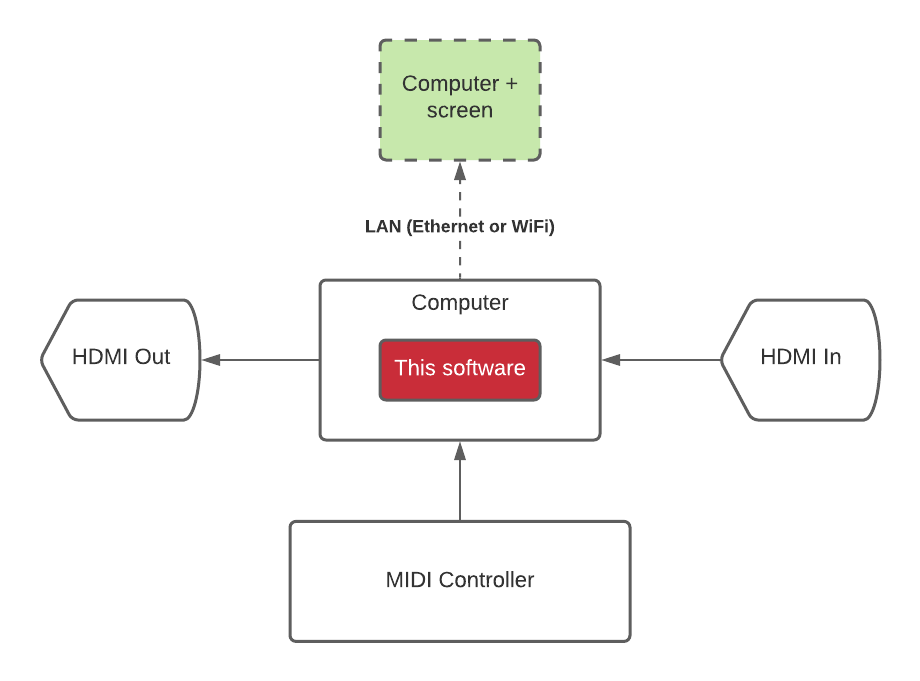 Computer +
screen
LAN (Ethernet or WiFi)
Computer
HDMI Out
This software
HDMI In
MIDI Controller